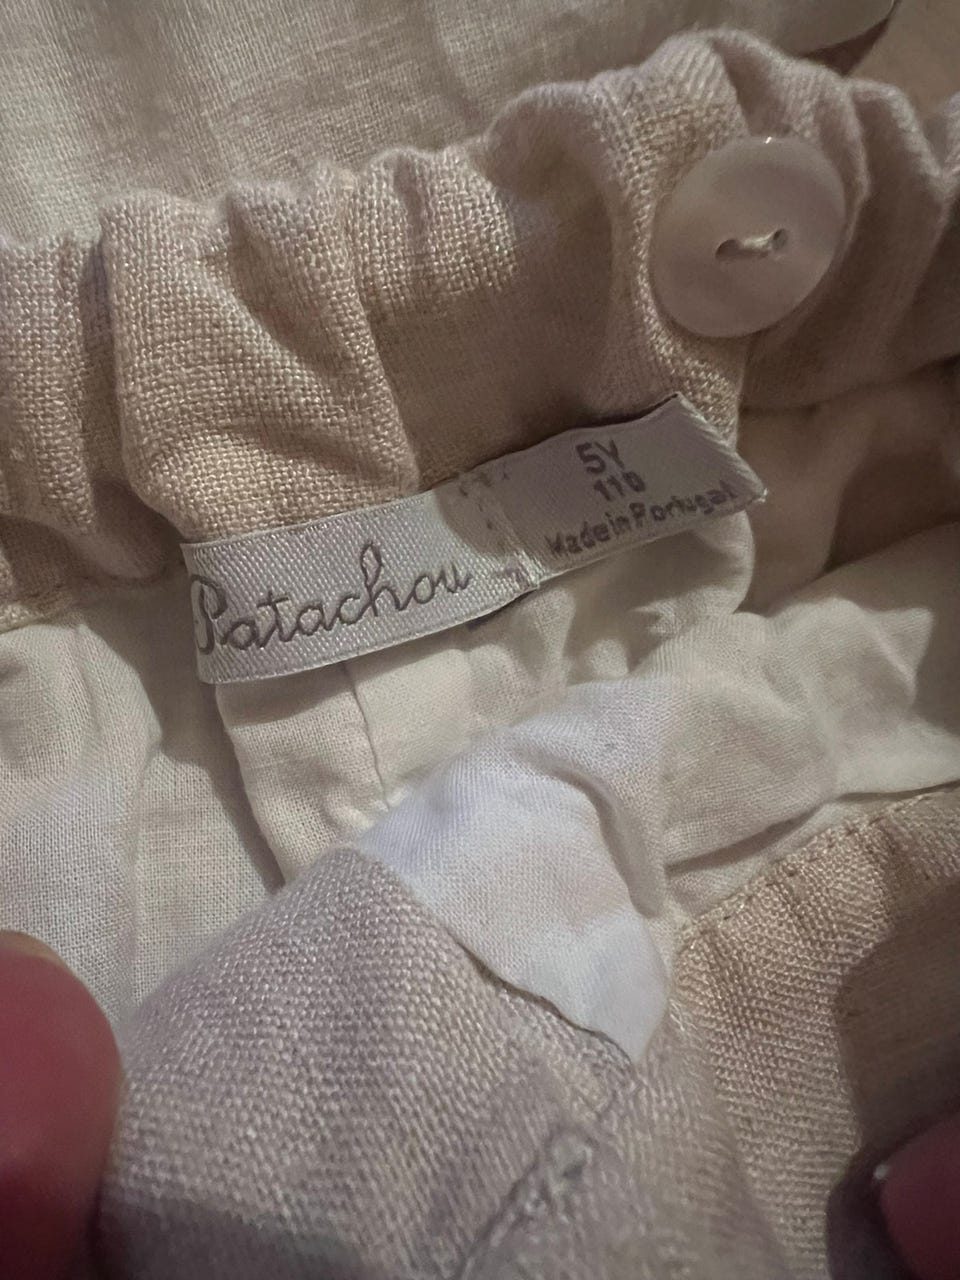 Patachou
5Y
110
Made in Portugal